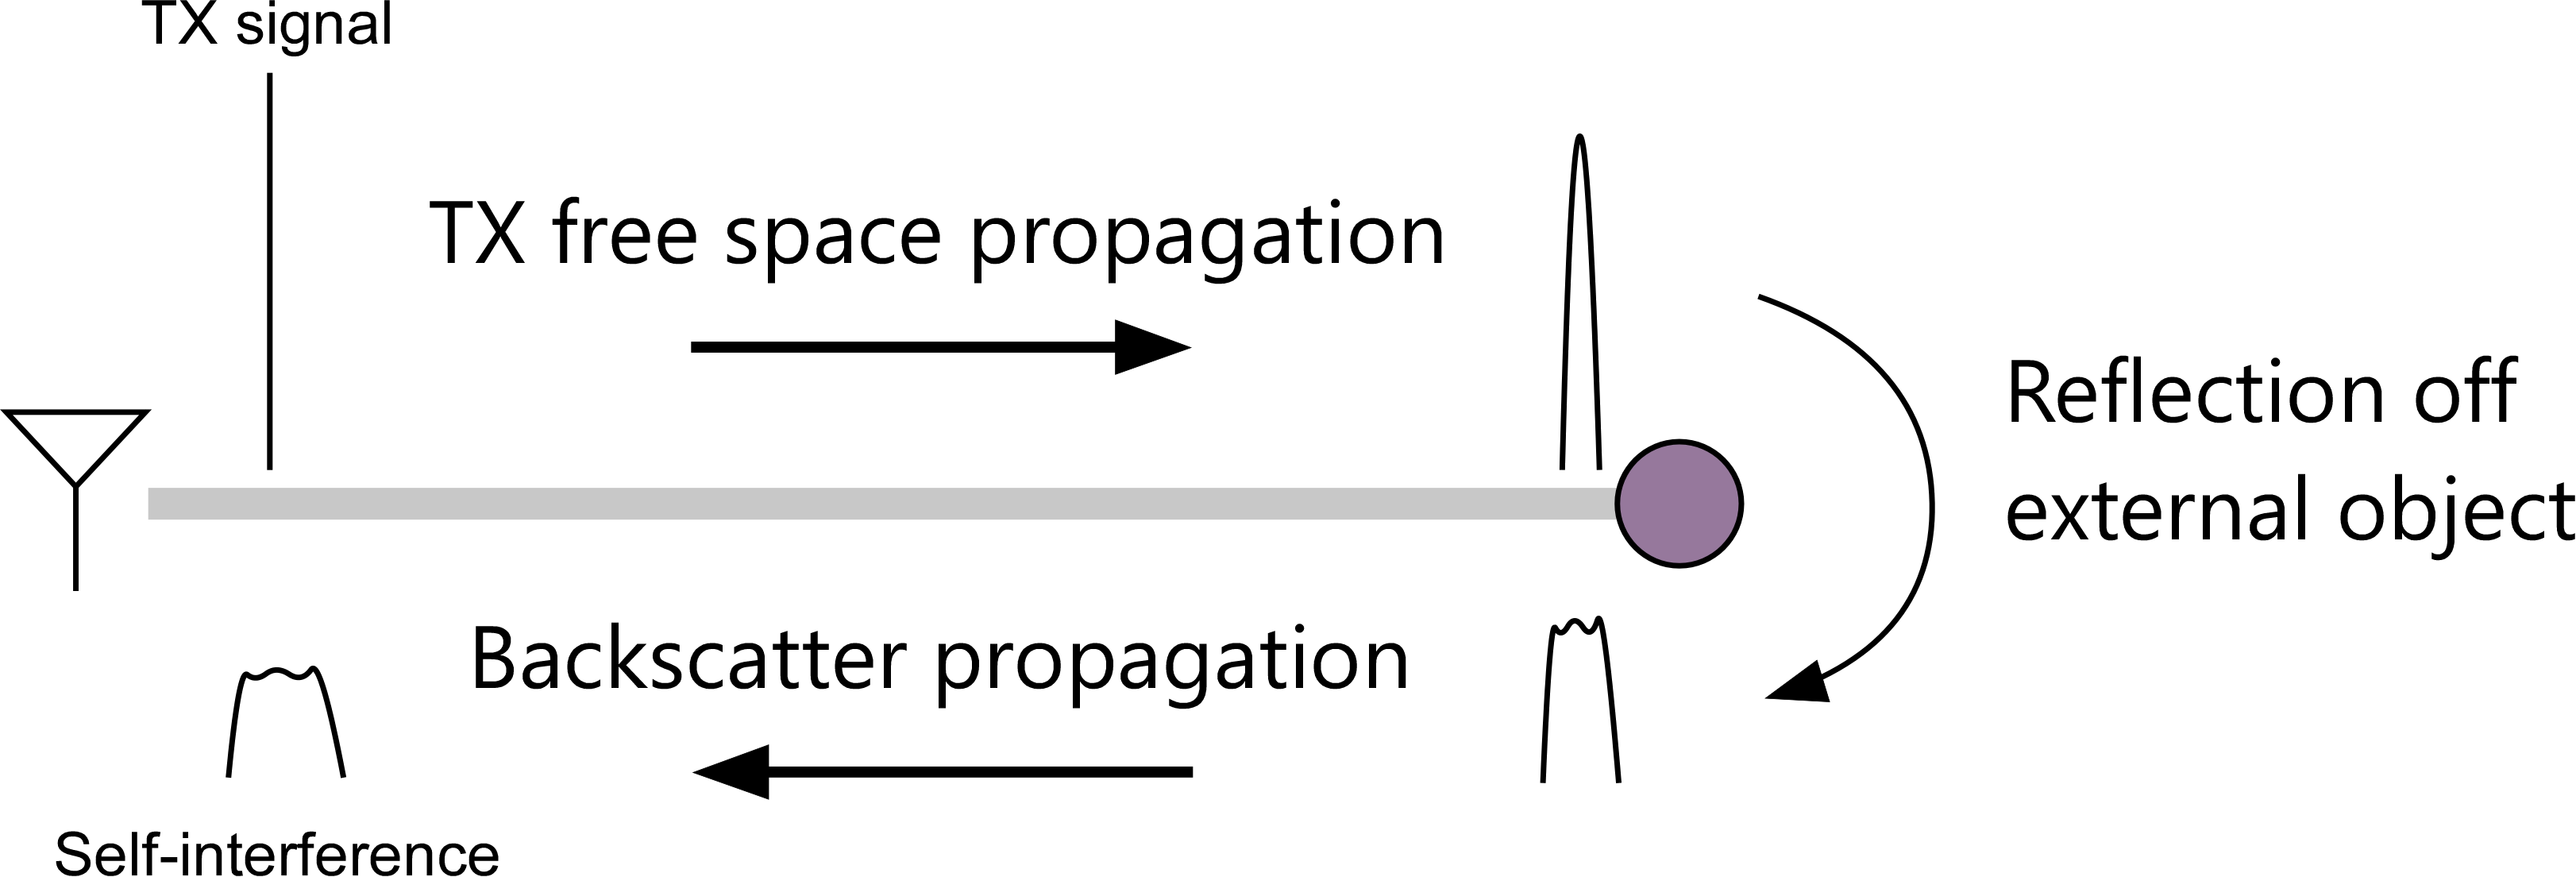 TX signal
TX free space propagation
Reflection off
external object
Backscatter propagation
Self-interference